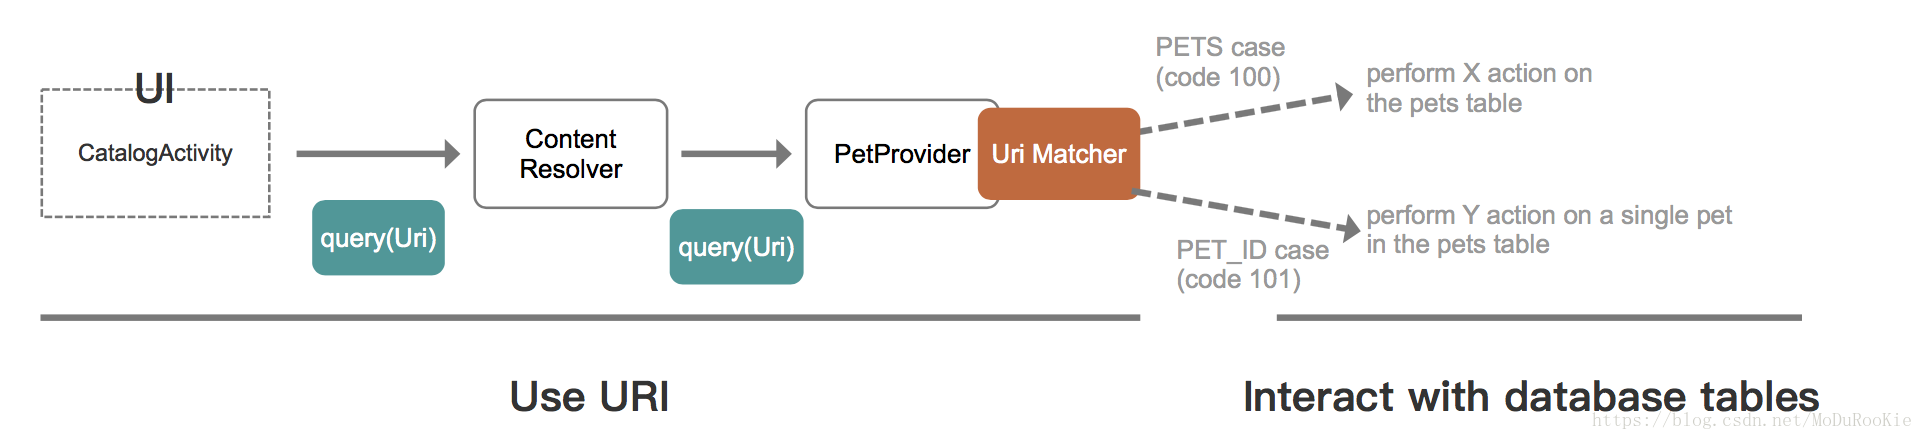 UI
CatalogActivity
query(Uri)
Content
Resolver
query(Uri)
PetProvider
Uri Matcher
PETS case
(code 100)
perform X action on
the pets table
PET_ID case
(code 101)
perform Y action on a single pet
in the pets table
Use URI
Interact with database tables
https://blog.csdn.net/MoDuRooKie